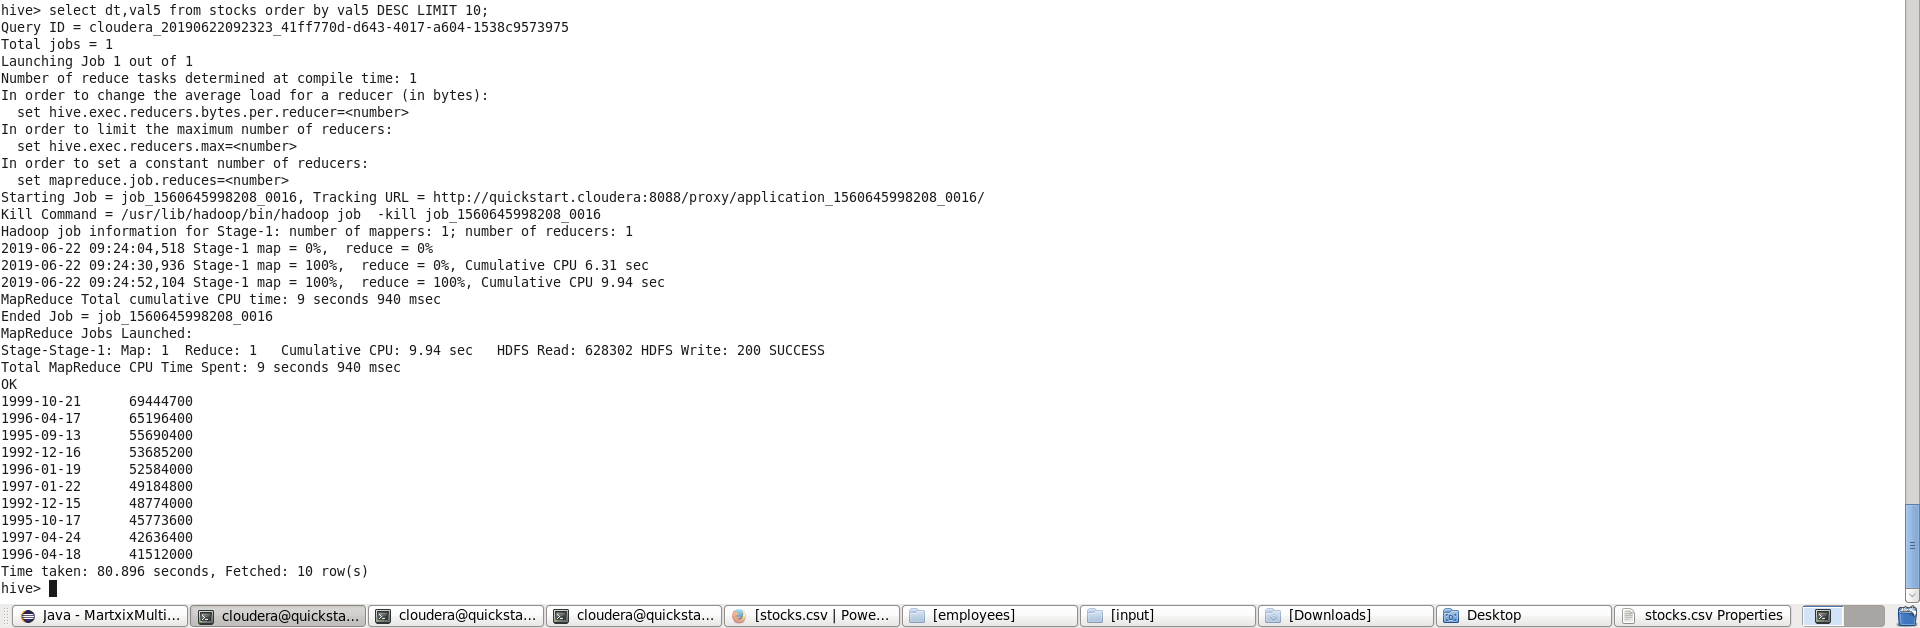 hive> select dt,val5 from stocks order by val5 DESC LIMIT 10;
Query ID = cloudera_20190622092323_41ff770d-d643-4017-a604-1538c9573975
Total jobs = 1
Launching Job 1 out of 1
Number of reduce tasks determined at compile time: 1
In order to change the average load for a reducer (in bytes):
  set hive.exec.reducers.bytes.per.reducer=<number>
In order to limit the maximum number of reducers:
  set hive.exec.reducers.max=<number>
In order to set a constant number of reducers:
  set mapreduce.job.reduces=<number>
Starting Job = job_1560645998208_0016, Tracking URL = http://quickstart.cloudera:8088/proxy/application_1560645998208_0016/
Kill Command = /usr/lib/hadoop/bin/hadoop job  -kill job_1560645998208_0016
Hadoop job information for Stage-1: number of mappers: 1; number of reducers: 1
2019-06-22 09:24:04,518 Stage-1 map = 0%,  reduce = 0%
2019-06-22 09:24:30,936 Stage-1 map = 100%,  reduce = 0%, Cumulative CPU 6.31 sec
2019-06-22 09:24:52,104 Stage-1 map = 100%,  reduce = 100%, Cumulative CPU 9.94 sec
MapReduce Total cumulative CPU time: 9 seconds 940 msec
Ended Job = job_1560645998208_0016
MapReduce Jobs Launched:
Stage-Stage-1: Map: 1  Reduce: 1   Cumulative CPU: 9.94 sec   HDFS Read: 628302 HDFS Write: 200 SUCCESS
Total MapReduce CPU Time Spent: 9 seconds 940 msec
OK
1999-10-21      69444700
1996-04-17      65196400
1995-09-13      55690400
1992-12-16      53685200
1996-01-19      52584000
1997-01-22      49184800
1992-12-15      48774000
1995-10-17      45773600
1997-04-24      42636400
1996-04-18      41512000
Time taken: 80.896 seconds, Fetched: 10 row(s)
hive>
Java - MartxixMulti... cloudera@quicksta... cloudera@quicksta... cloudera@quicksta... [stocks.csv | Powe... [employees] [input] [Downloads] Desktop stocks.csv Properties